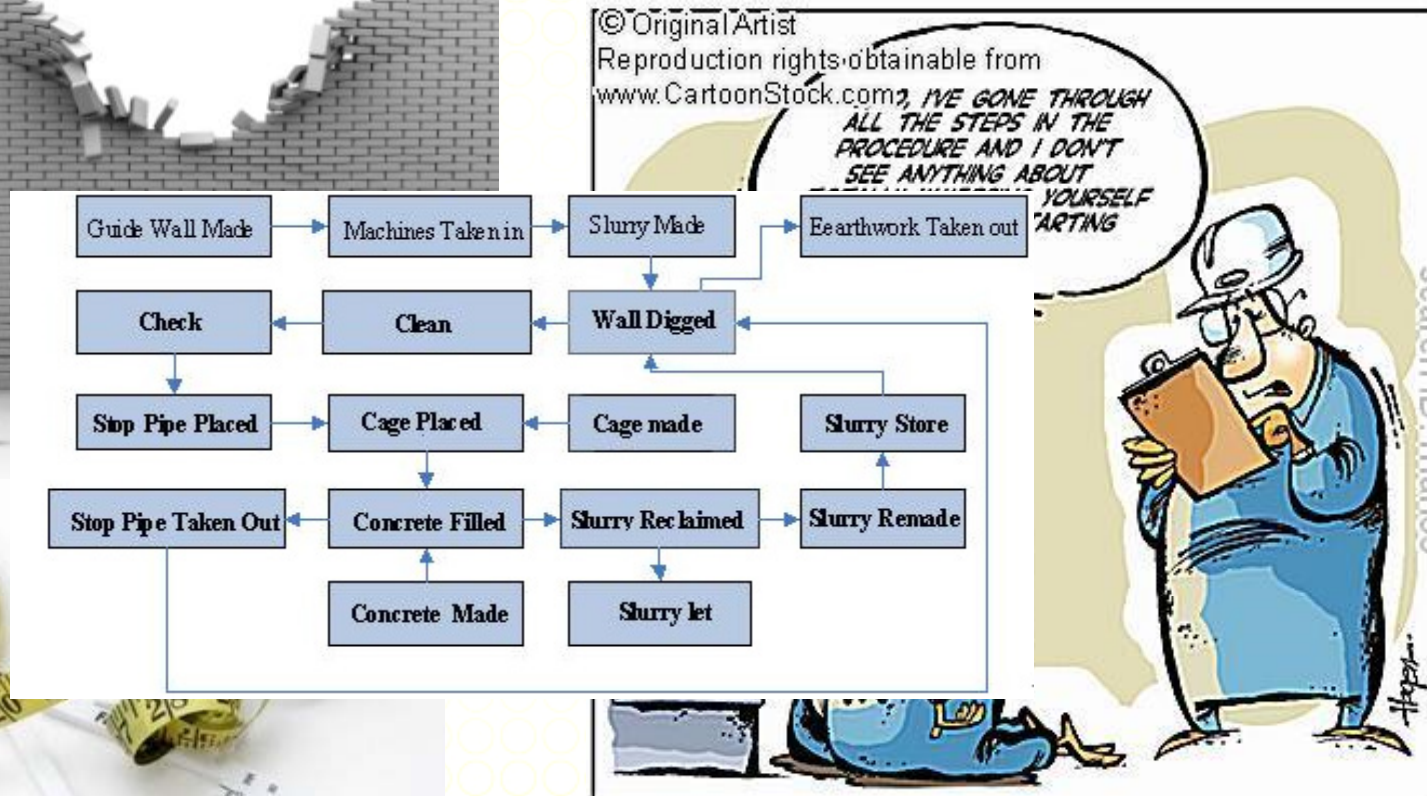 © Original Artist
Reproduction rights obtainable from
www.CartoonStock.com
I'VE GONE THROUGH
ALL THE STEPS IN THE
PROCEDURE AND I DON'T
SEE ANYTHING ABOUT
YOURSELF
Guide Wall Made
Machines Taken in
Slurry Made
Eearthwork Taken out
Check
Clean
Wall Digged
Stop Pipe Placed
Cage Placed
Cage made
Slurry Store
Stop Pipe Taken Out
Concrete Filled
Slurry Reclaimed
Slurry Remade
Concrete Made
Slurry let